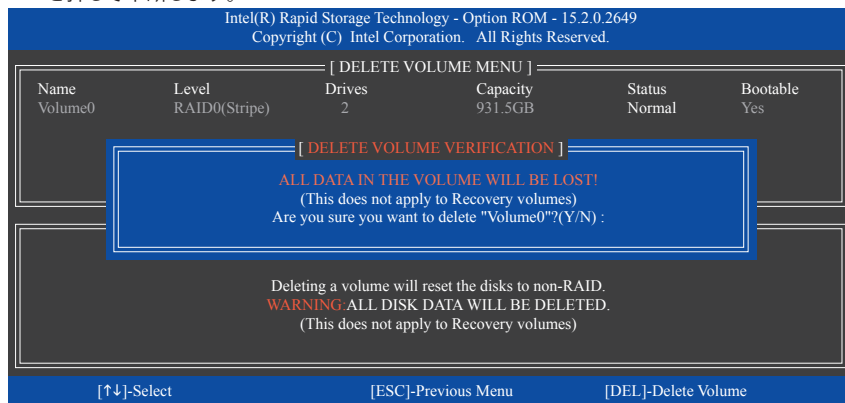 Intel(R) Rapid Storage Technology - Option ROM - 15.2.0.2649
Copyright (C) Intel Corporation. All Rights Reserved.
[ DELETE VOLUME MENU ]
Name Level Drives Capacity Status Bootable
Volume0 RAID0(Stripe) 2 931.5GB Normal Yes
[ DELETE VOLUME VERIFICATION ]
ALL DATA IN THE VOLUME WILL BE LOST!
(This does not apply to Recovery volumes)
Are you sure you want to delete "Volume0"?(Y/N) :
Deleting a volume will reset the disks to non-RAID.
WARNING:ALL DISK DATA WILL BE DELETED.
(This does not apply to Recovery volumes)
[↑↓]-Select [ESC]-Previous Menu [DEL]-Delete Volume